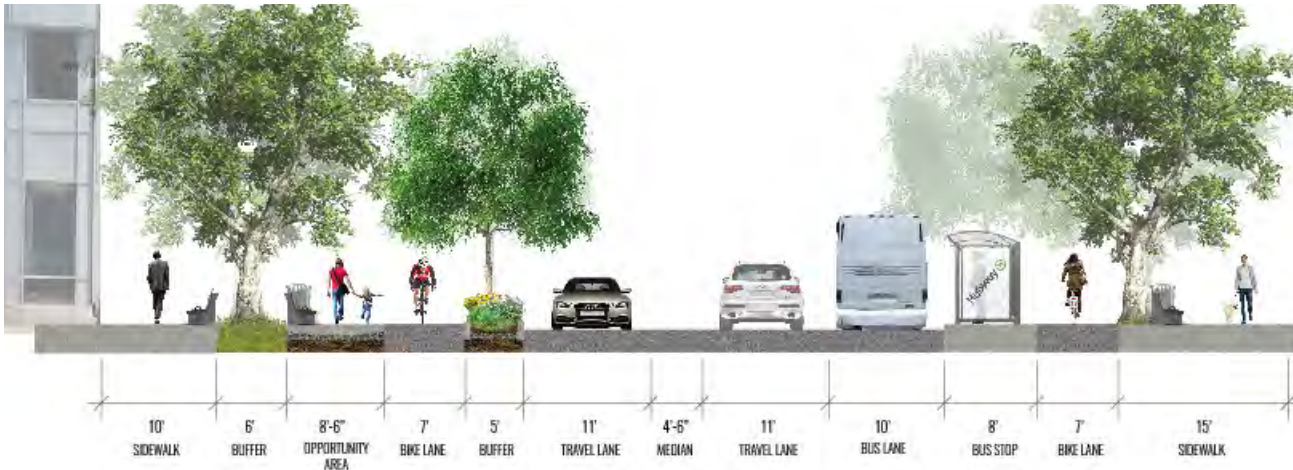 Midway
10' 6' 8'-6" 7' 5' 11' 4'-6" 11' 10' 8' 7' 15'
SIDEWALK BUFFER OPPORTUNITY BIKE LANE BUFFER TRAVEL LANE MEDIAN TRAVEL LANE BUS LANE BUS STOP BIKE LANE SIDEWALK
AREA